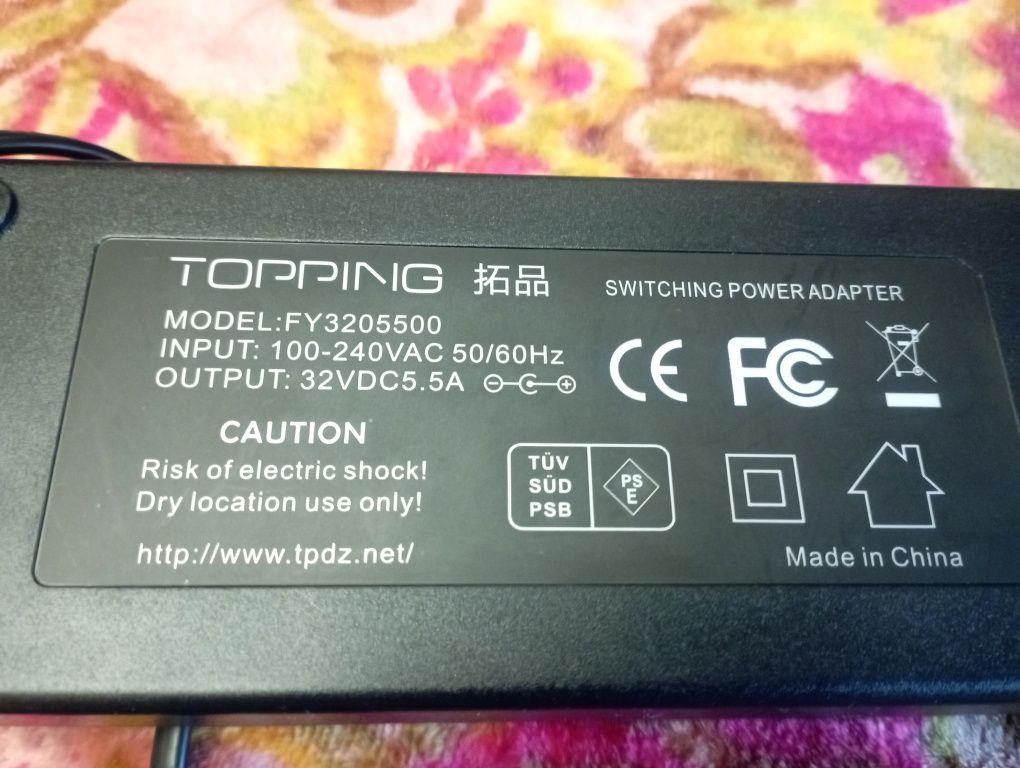 TOPPING 拓品
SWITCHING POWER ADAPTER
MODEL:FY3205500
INPUT: 100-240VAC 50/60Hz
OUTPUT: 32VDC5.5A
CE FC
CAUTION
Risk of electric shock!
Dry location use only!
TÜV
SÜD
PSB
PS
E
http://www.tpdz.net/
Made in China